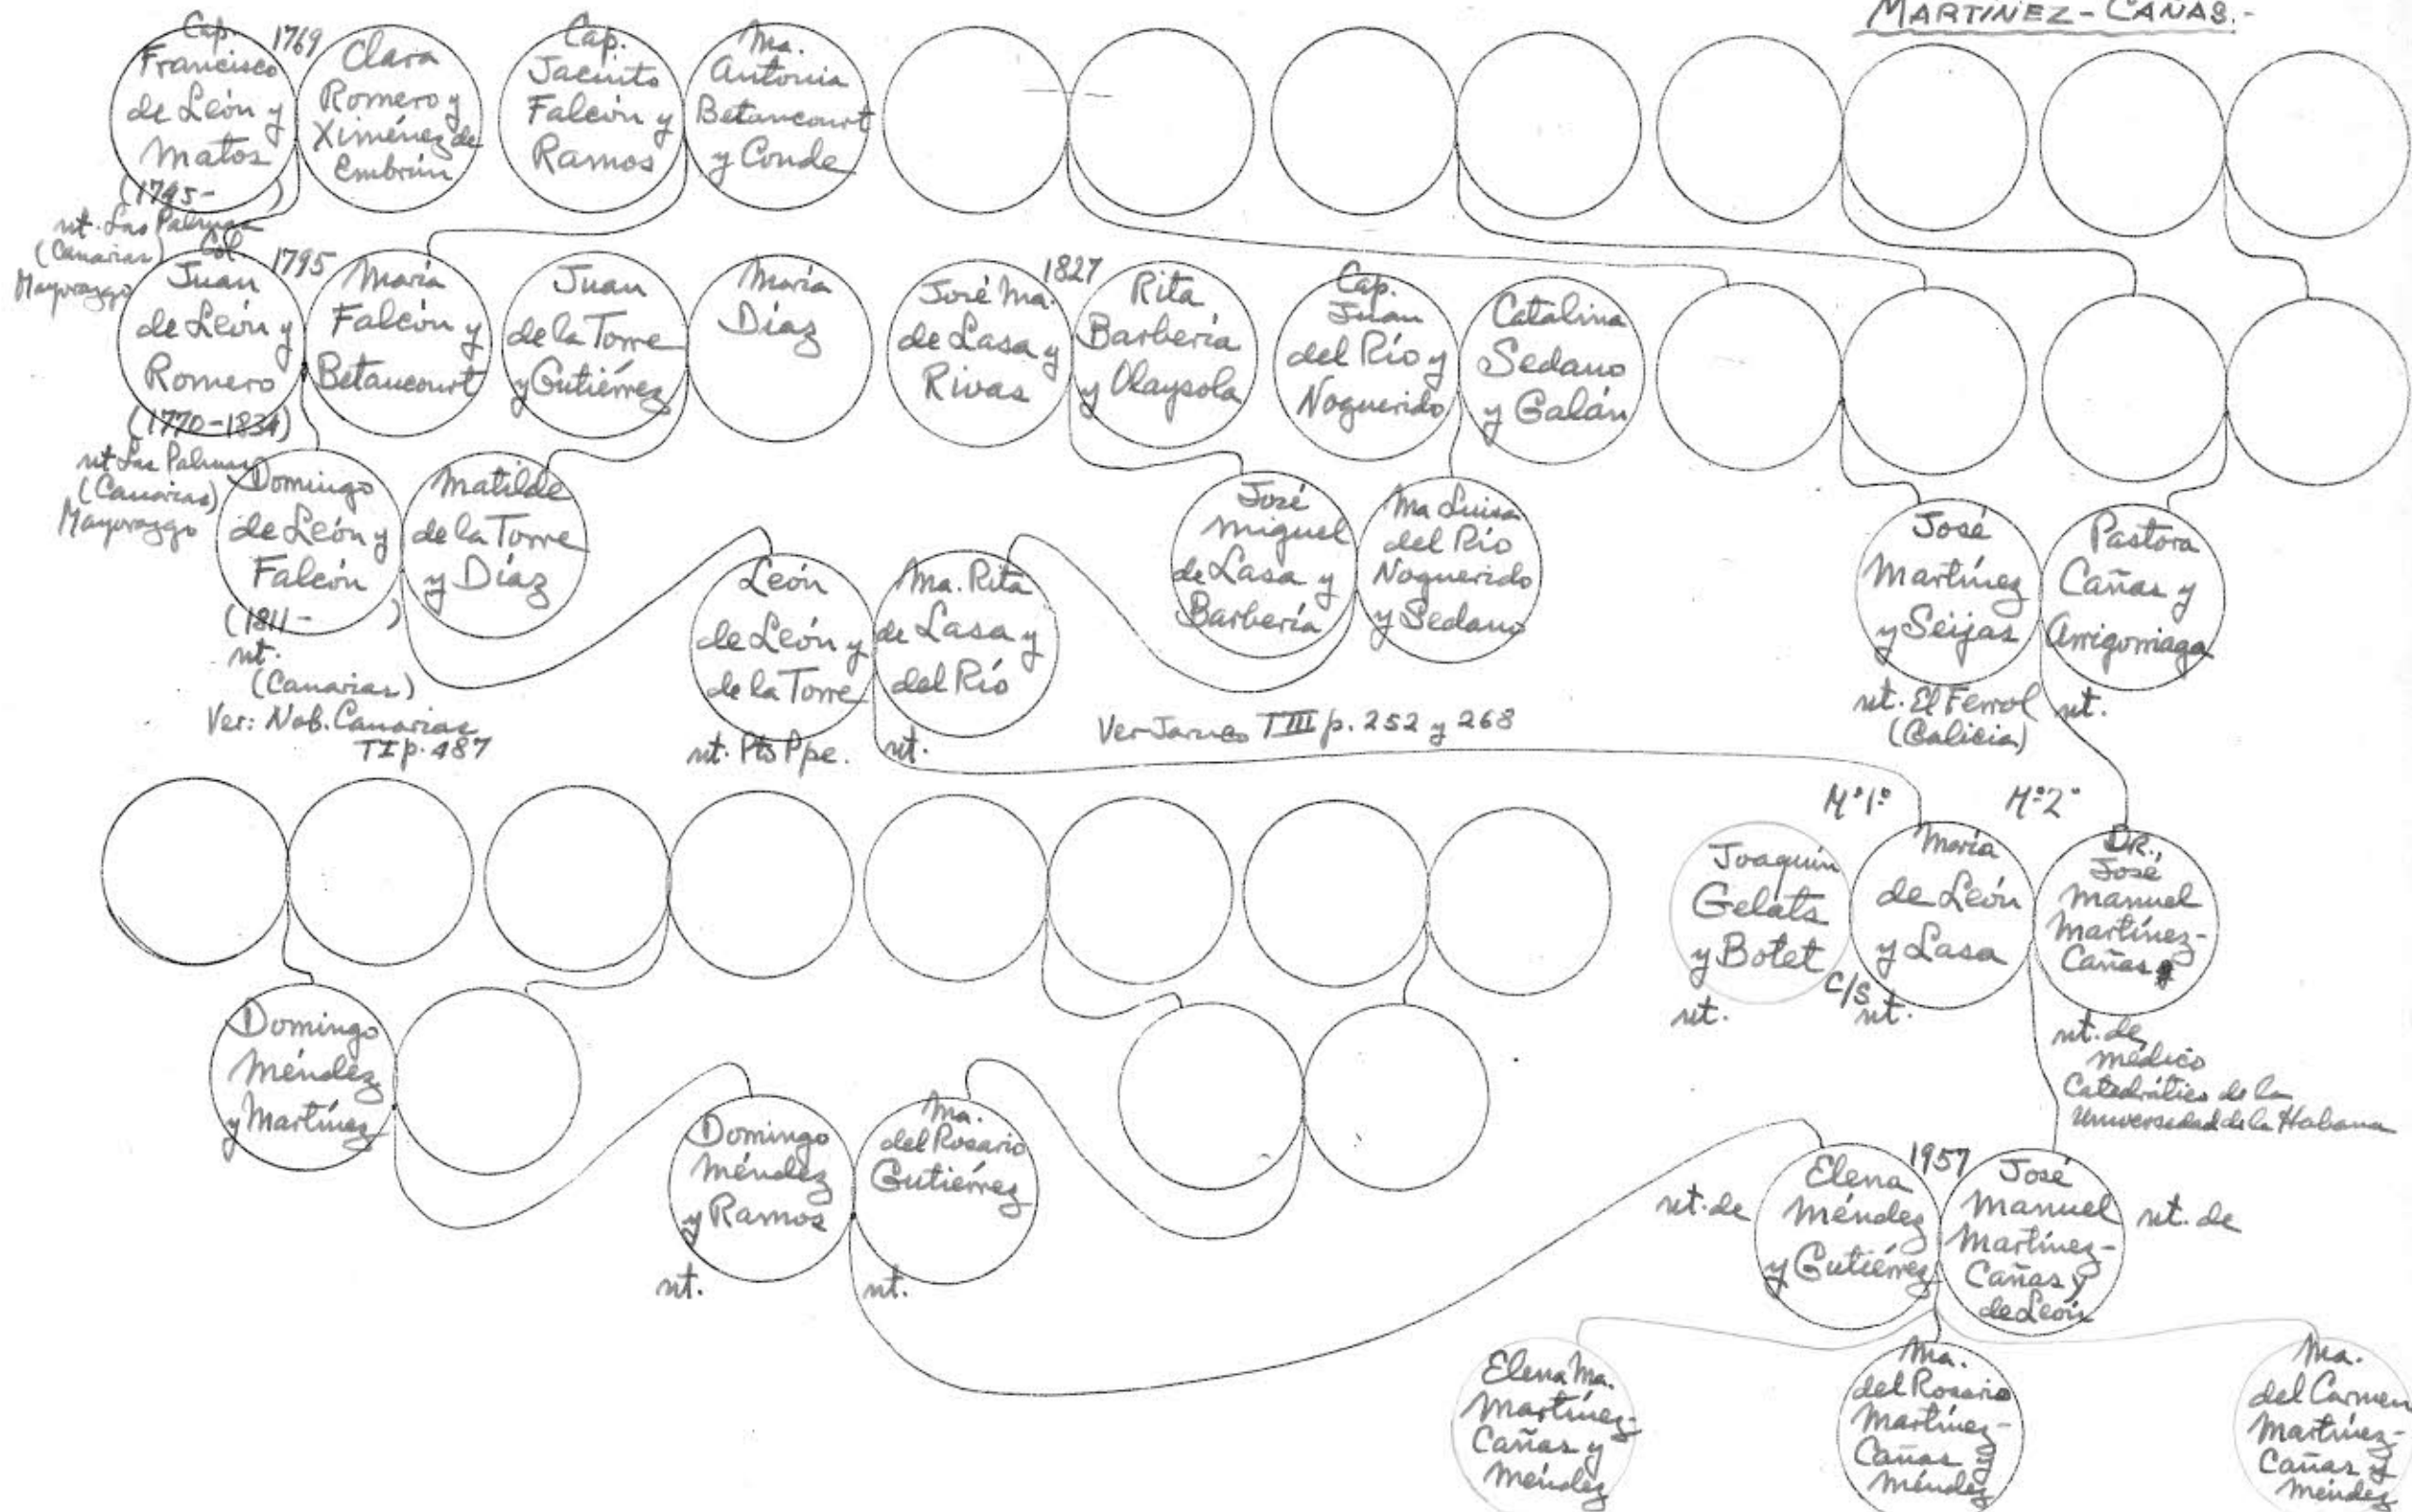 MARTÍNEZ-CAÑAS.-
Cap.
Francisco
de León y
Matos
(1745-      )
nt. Las Palmas
(Canarias)
Mayorazgo
1769
Clara
Romero y
Ximénez de
Embrún
Cap.
Jacinto
Falcón y
Ramos
Ma.
Antonia
Betancourt
y Conde
Col.
Juan
de León y
Romero
(1770-1834)
nt Las Palmas
(Canarias)
Mayorazgo
1795
María
Falcón y
Betancourt
Juan
de la Torre
y Gutiérrez
María
Díaz
José Ma.
de Lasa y
Rivas
1827
Rita
Barbería
y Olaysola
Cap.
Juan
del Río y
Noguerido
Catalina
Sedano
y Galán
Domingo
de León y
Falcón
(1811-      )
nt.
(Canarias)
Ver: Nob. Canarias
TI p. 487
Matilde
de la Torre
y Díaz
León
de León y
de la Torre
nt. Pto Ppe.
Ma. Rita
de Lasa y
del Río
nt.
José
Miguel
de Lasa y
Barbería
Ma Luisa
del Río
Noguerido
y Sedano
Ver Jaruco TIII p. 252 y 268
José
Martínez
y Seijas
nt. El Ferrol
(Galicia)
Pastora
Cañas y
Arrigorriaga
nt.
Mº1º
Mº2º
Joaquín
Gelats
y Botet
nt.
C/S
María
de León
y Lasa
nt.
DR.,
José
Manuel
Martínez-
Cañas
nt. de,
médico
Catedrático de la
Universidad de la Habana
Domingo
Méndez
y Martínez
Domingo
Méndez
y Ramos
nt.
Ma.
del Rosario
Gutiérrez
nt.
nt. de
Elena
Méndez
y Gutiérrez
1957
José
Manuel
Martínez-
Cañas y
de León
nt. de
Elena Ma.
Martínez-
Cañas y
Méndez
Ma.
del Rosario
Martínez-
Cañas y
Méndez
Ma.
del Carmen
Martínez-
Cañas y
Méndez